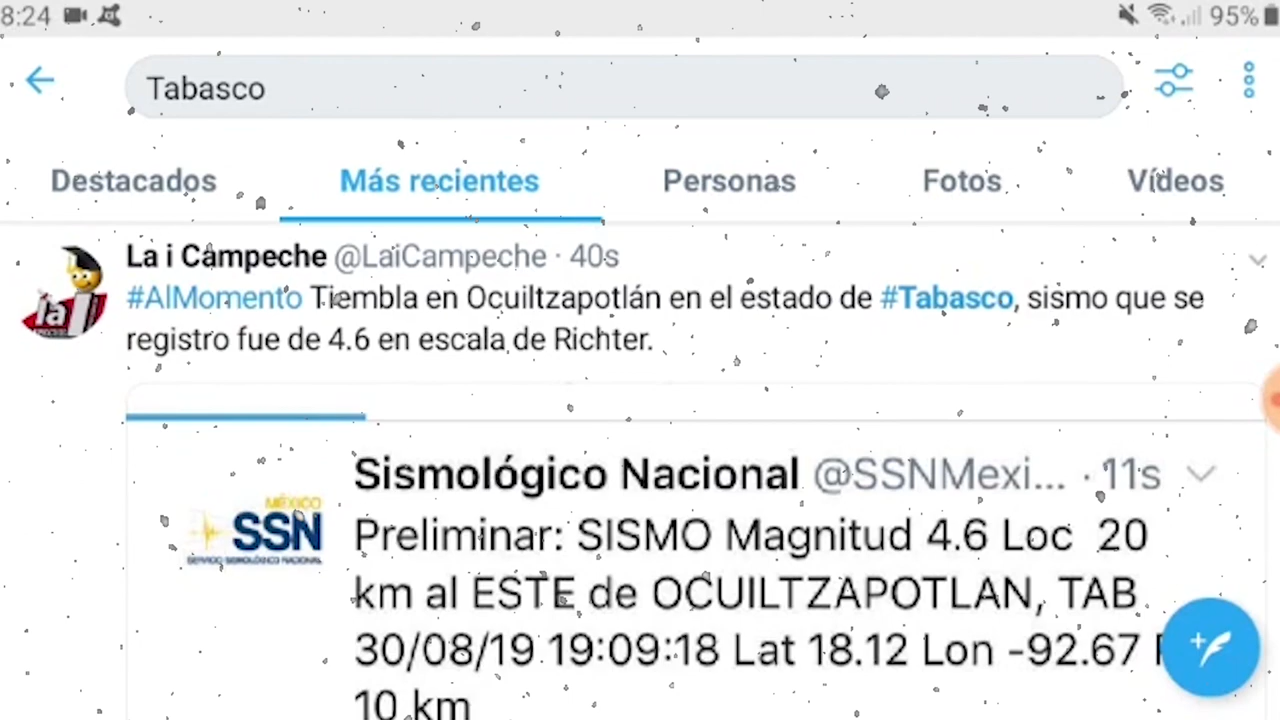 8:24 95%
Tabasco
Destacados Más recientes Personas Fotos Vídeos
La i Campeche @LaiCampeche · 40s
#AlMomento Tiembla en Ocuiltzapotlán en el estado de #Tabasco, sismo que se
registro fue de 4.6 en escala de Richter.
la i
Sismológico Nacional @SSNMexi... · 11s
MÉXICO
SSN
SERVICIO SISMOLÓGICO NACIONAL
Preliminar: SISMO Magnitud 4.6 Loc 20
km al ESTE de OCUILTZAPOTLAN, TAB
30/08/19 19:09:18 Lat 18.12 Lon -92.67
10 km